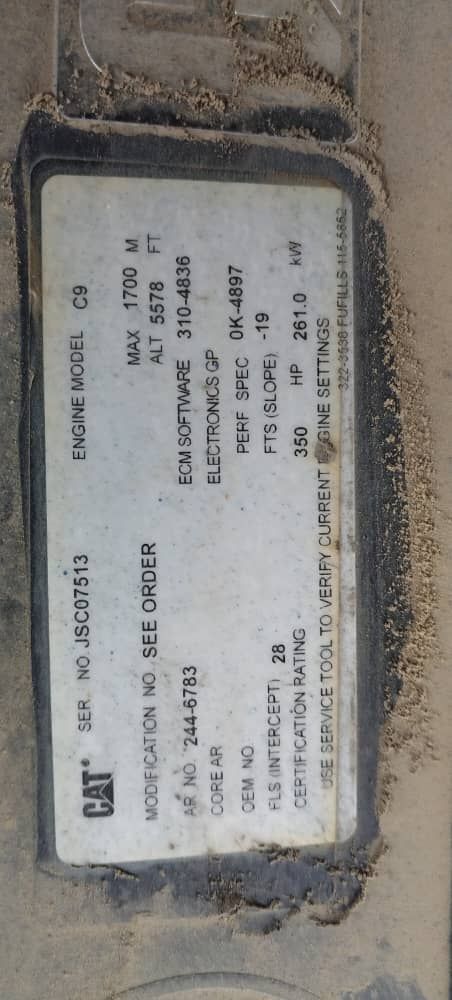 CAT® SER NO. JSC07513 ENGINE MODEL C9
MAX 1700 M
MODIFICATION NO. SEE ORDER ALT 5578 FT
AR NO. 244-6783 ECM SOFTWARE 310-4836
CORE AR ELECTRONICS GP
OEM NO. PERF SPEC 0K-4897
FLS (INTERCEPT) 28 FTS (SLOPE) -19
CERTIFICATION RATING 350 HP 261.0 kW
USE SERVICE TOOL TO VERIFY CURRENT ENGINE SETTINGS
FUFILLS